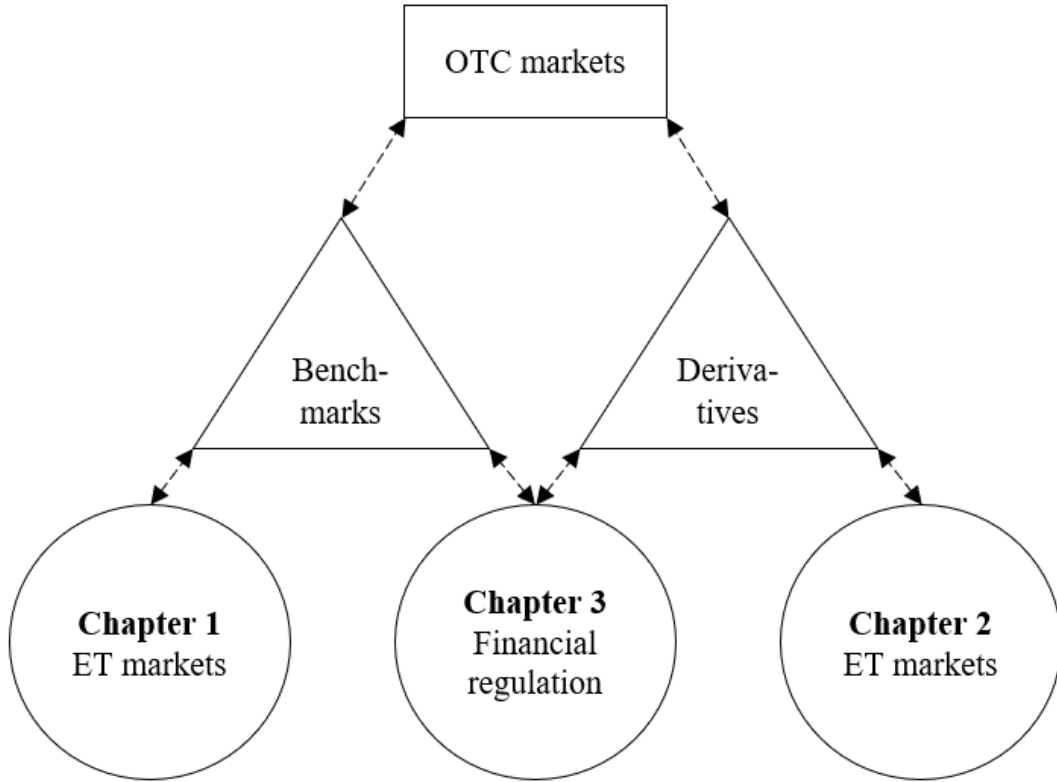 OTC markets
Bench-
marks
Deriva-
tives
Chapter 1
ET markets
Chapter 3
Financial
regulation
Chapter 2
ET markets